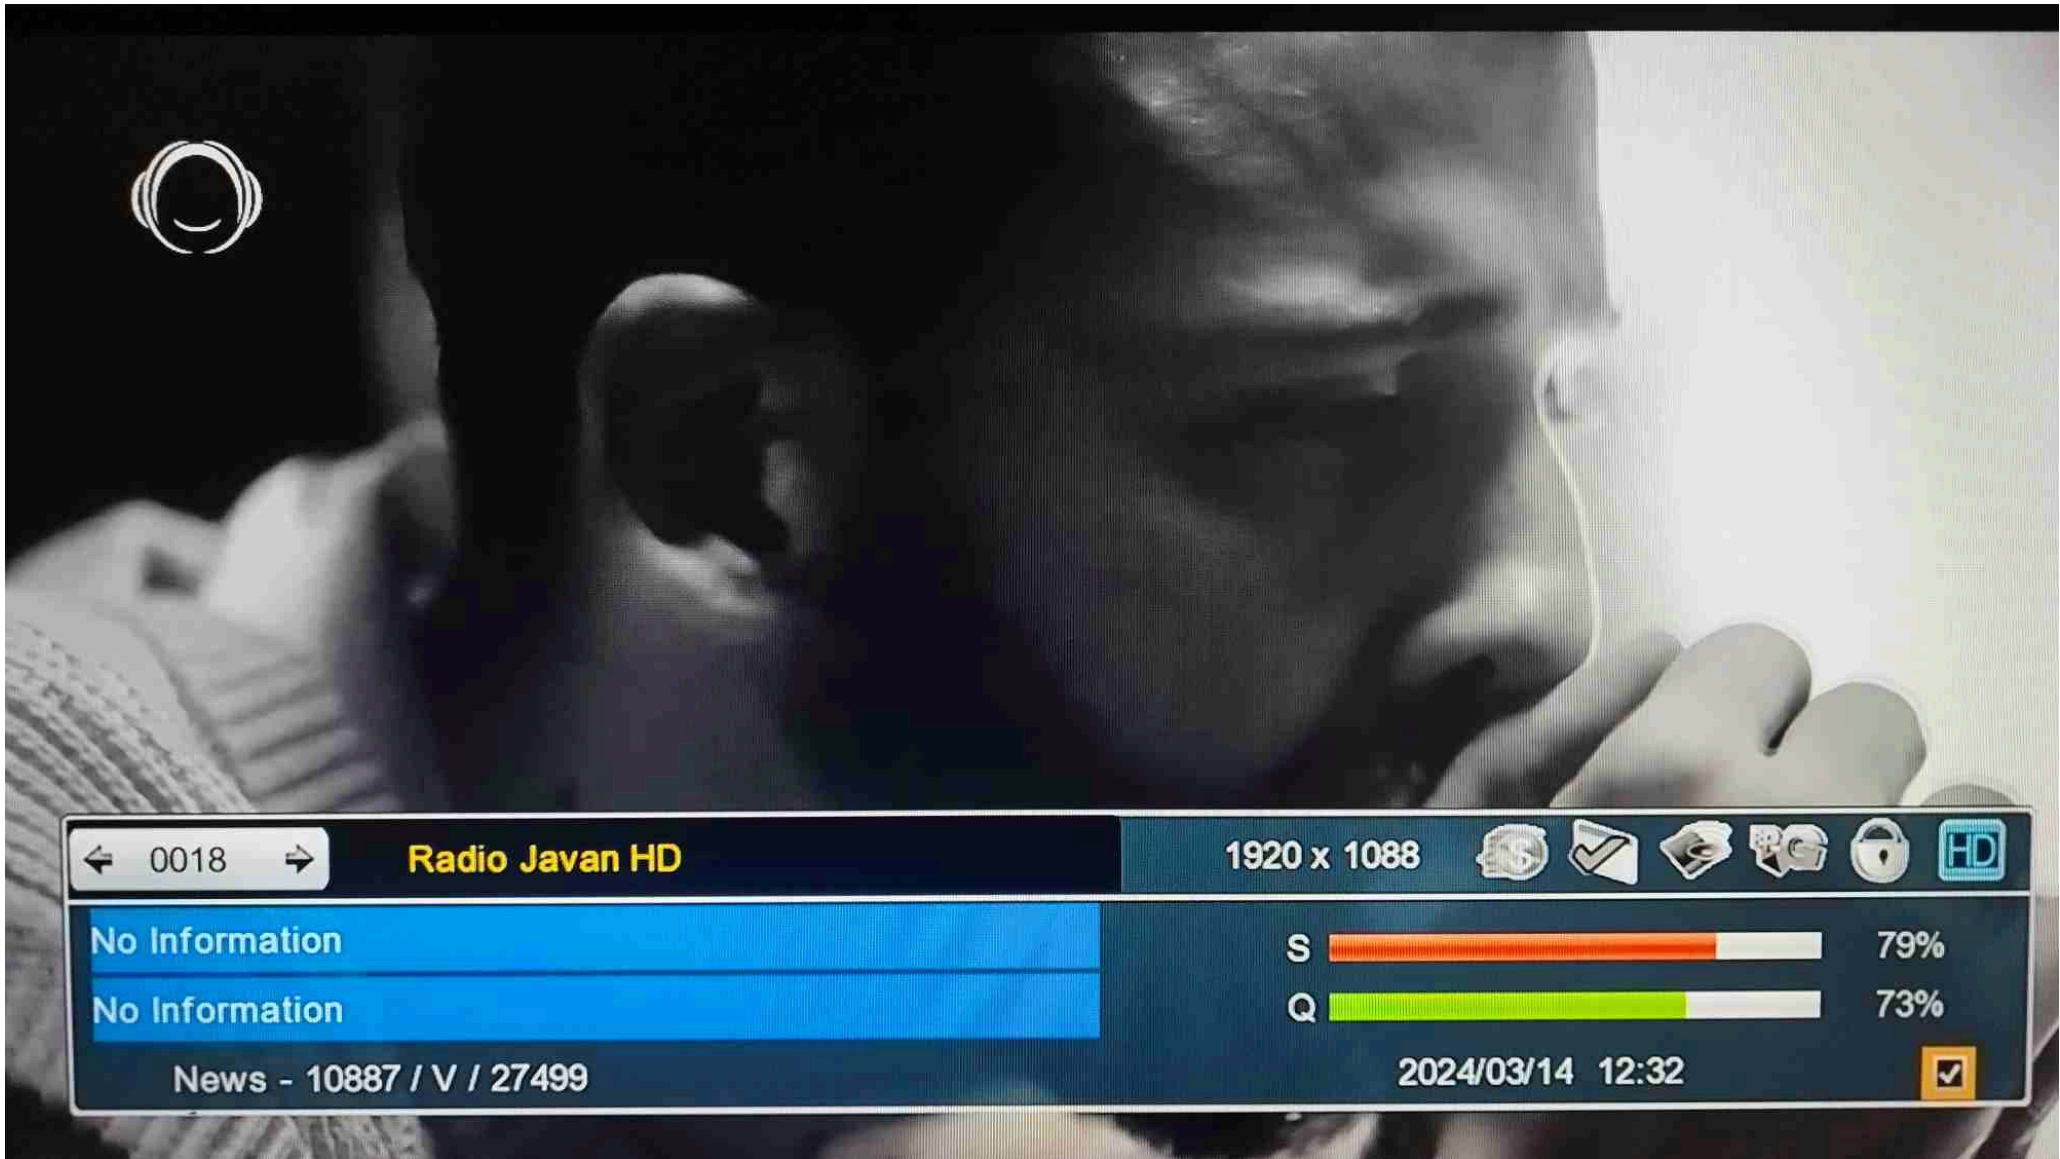 0018
Radio Javan HD
1920 x 1088
HD
No Information
No Information
S 79%
Q 73%
News - 10887 / V / 27499
2024/03/14 12:32